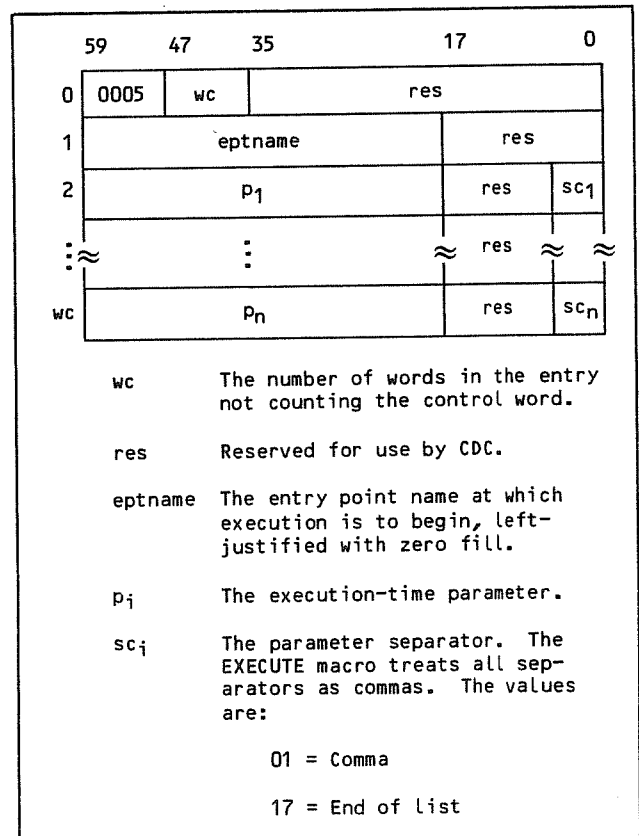 59 47 35 17 0
0 0005 wc res
1 eptname res
2 p1 res sc1
⋮ ≈ ⋮ ≈ res ≈ ≈
wc pn res scn
wc The number of words in the entry
not counting the control word.
res Reserved for use by CDC.
eptname The entry point name at which
execution is to begin, left-
justified with zero fill.
pi The execution-time parameter.
sci The parameter separator. The
EXECUTE macro treats all sep-
arators as commas. The values
are:
01 = Comma
17 = End of list